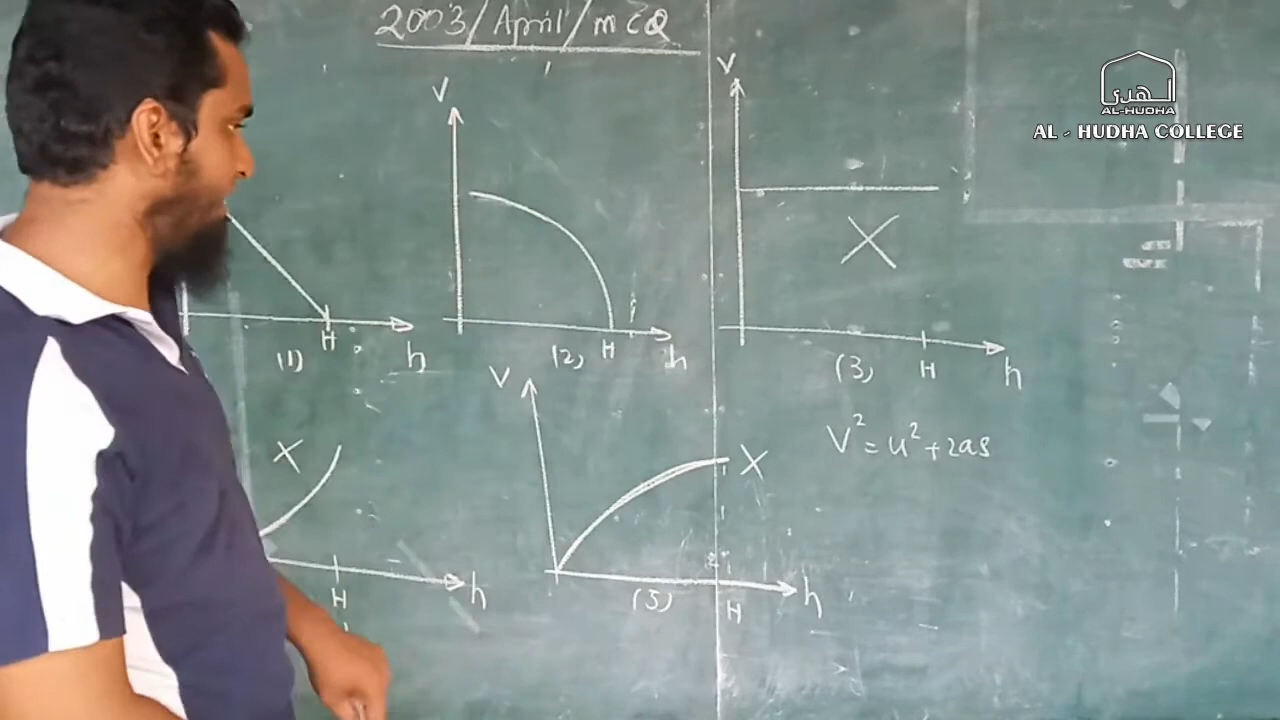 2003/April/MCQ
الهدى
AL-HUDHA
AL - HUDHA COLLEGE
V
V
H
(1)
h
(2)
H
h
(3)
H
h
V
X
X
X
V² = u² + 2as
H
h
(5)
H
h